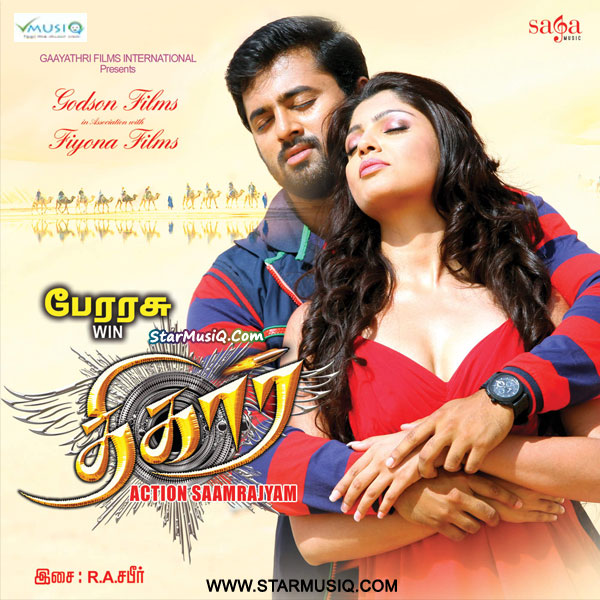 VMUSIQ
saga
MUSIC
GAAYATHRI FILMS INTERNATIONAL
Presents
Godson Films
in Association with
Fiyona Films
பேரரசு
WIN
StarMusiQ.Com
திகார்
ACTION SAAMRAJYAM
இசை : R.A.சபீர்
WWW.STARMUSIQ.COM